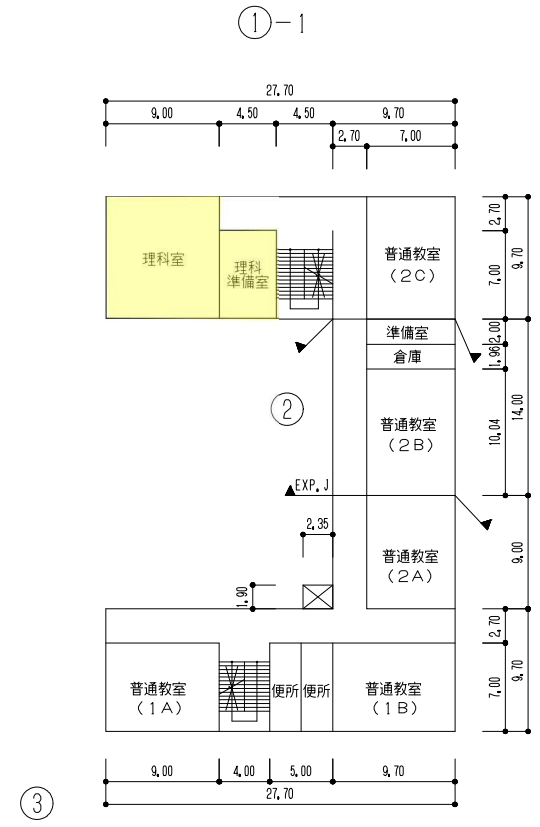 ①-1
27.70
9.00 4.50 4.50 9.70
2.70 7.00
理科室
理科
準備室
普通教室
(2C)
2.70
7.00
9.70
準備室
倉庫
2.00
1.96
②
普通教室
(2B)
10.04
14.00
EXP.J
2.35
普通教室
(2A)
9.00
1.90
2.70
普通教室
(1A)
便所 便所
普通教室
(1B)
7.00
9.70
9.00 4.00 5.00 9.70
27.70
③